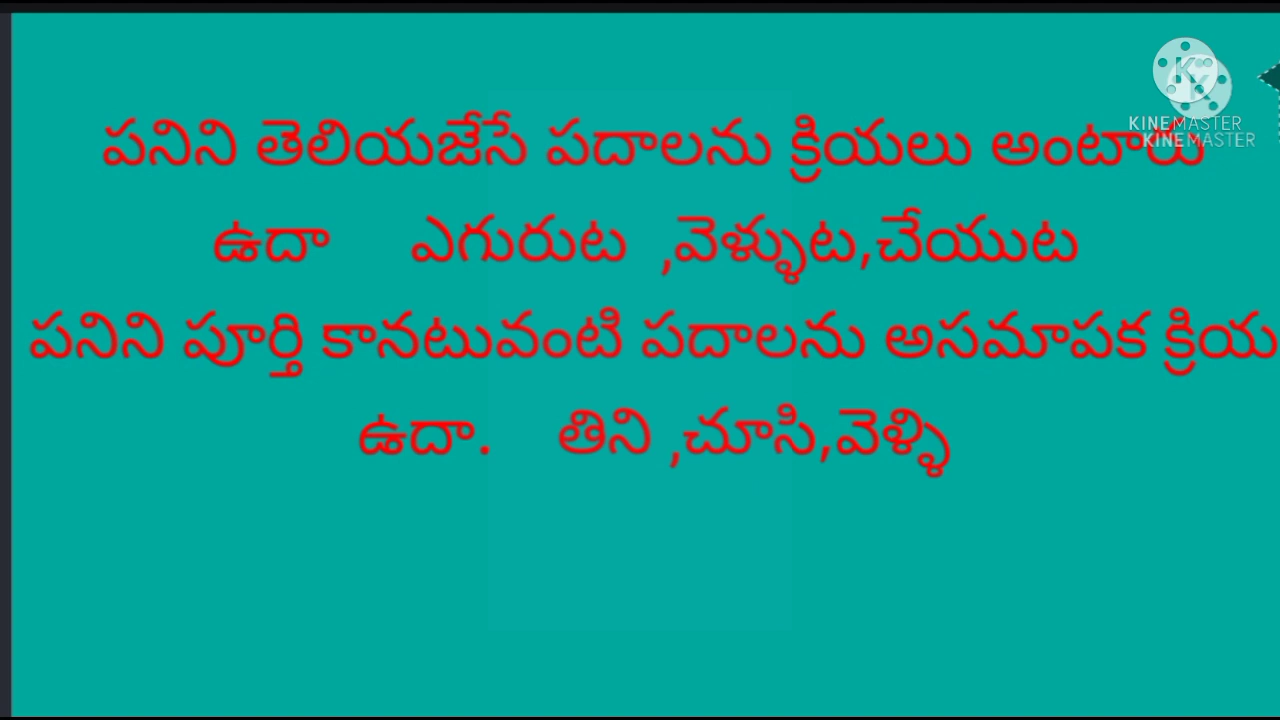 పనిని తెలియజేసే పదాలను క్రియలు అంటారు
ఉదా ఎగురుట ,వెళ్ళుట,చేయుట
పనిని పూర్తి కానటువంటి పదాలను అసమాపక క్రియ
ఉదా. తిని ,చూసి,వెళ్ళి
KINEMASTER
KINEMASTER